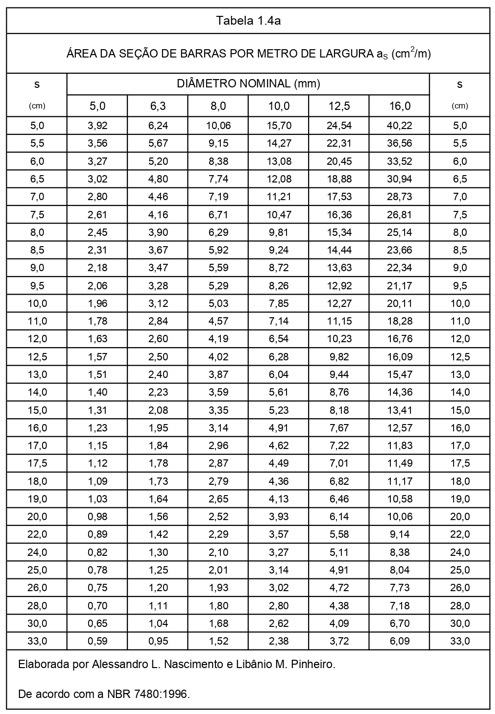 Tabela 1.4a
ÁREA DA SEÇÃO DE BARRAS POR METRO DE LARGURA aS (cm2/m)
s DIÂMETRO NOMINAL (mm) s
(cm) 5,0 6,3 8,0 10,0 12,5 16,0 (cm)
5,0 3,92 6,24 10,06 15,70 24,54 40,22 5,0
5,5 3,56 5,67 9,15 14,27 22,31 36,56 5,5
6,0 3,27 5,20 8,38 13,08 20,45 33,52 6,0
6,5 3,02 4,80 7,74 12,08 18,88 30,94 6,5
7,0 2,80 4,46 7,19 11,21 17,53 28,73 7,0
7,5 2,61 4,16 6,71 10,47 16,36 26,81 7,5
8,0 2,45 3,90 6,29 9,81 15,34 25,14 8,0
8,5 2,31 3,67 5,92 9,24 14,44 23,66 8,5
9,0 2,18 3,47 5,59 8,72 13,63 22,34 9,0
9,5 2,06 3,28 5,29 8,26 12,92 21,17 9,5
10,0 1,96 3,12 5,03 7,85 12,27 20,11 10,0
11,0 1,78 2,84 4,57 7,14 11,15 18,28 11,0
12,0 1,63 2,60 4,19 6,54 10,23 16,76 12,0
12,5 1,57 2,50 4,02 6,28 9,82 16,09 12,5
13,0 1,51 2,40 3,87 6,04 9,44 15,47 13,0
14,0 1,40 2,23 3,59 5,61 8,76 14,36 14,0
15,0 1,31 2,08 3,35 5,23 8,18 13,41 15,0
16,0 1,23 1,95 3,14 4,91 7,67 12,57 16,0
17,0 1,15 1,84 2,96 4,62 7,22 11,83 17,0
17,5 1,12 1,78 2,87 4,49 7,01 11,49 17,5
18,0 1,09 1,73 2,79 4,36 6,82 11,17 18,0
19,0 1,03 1,64 2,65 4,13 6,46 10,58 19,0
20,0 0,98 1,56 2,52 3,93 6,14 10,06 20,0
22,0 0,89 1,42 2,29 3,57 5,58 9,14 22,0
24,0 0,82 1,30 2,10 3,27 5,11 8,38 24,0
25,0 0,78 1,25 2,01 3,14 4,91 8,04 25,0
26,0 0,75 1,20 1,93 3,02 4,72 7,73 26,0
28,0 0,70 1,11 1,80 2,80 4,38 7,18 28,0
30,0 0,65 1,04 1,68 2,62 4,09 6,70 30,0
33,0 0,59 0,95 1,52 2,38 3,72 6,09 33,0
Elaborada por Alessandro L. Nascimento e Libânio M. Pinheiro.
De acordo com a NBR 7480:1996.